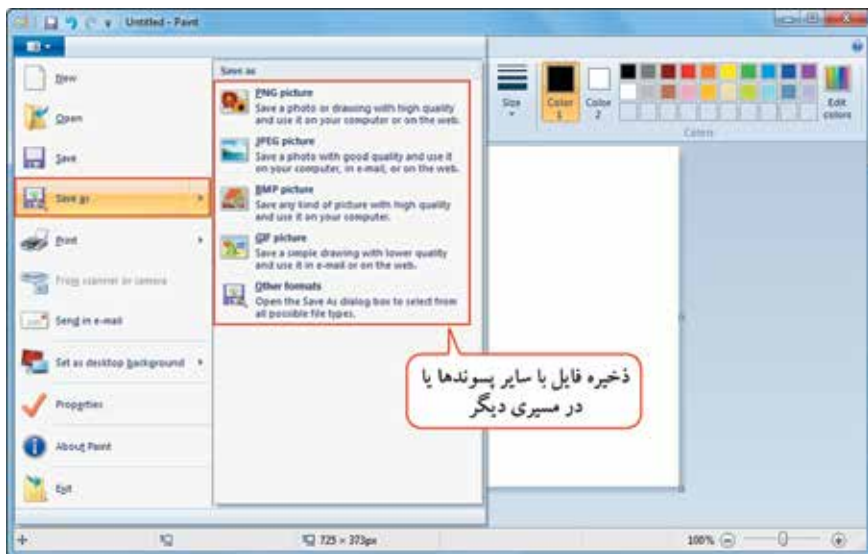 Untitled - Paint
New
Open
Save
Save as
Print
From scanner or camera
Send in e-mail
Set as desktop background
Properties
About Paint
Exit
Save as
PNG picture
Save a photo or drawing with high quality
and use it on your computer or on the web.
JPEG picture
Save a photo with good quality and use it
on your computer, in e-mail, or on the web.
BMP picture
Save any kind of picture with high quality
and use it on your computer.
GIF picture
Save a simple drawing with lower quality
and use it in e-mail or on the web.
Other formats
Open the Save As dialog box to select from
all possible file types.
Size
Color
1
Color
2
Edit
colors
Colors
ذخیره فایل با سایر پسوندها یا
در مسیری دیگر
725 × 373px
100%